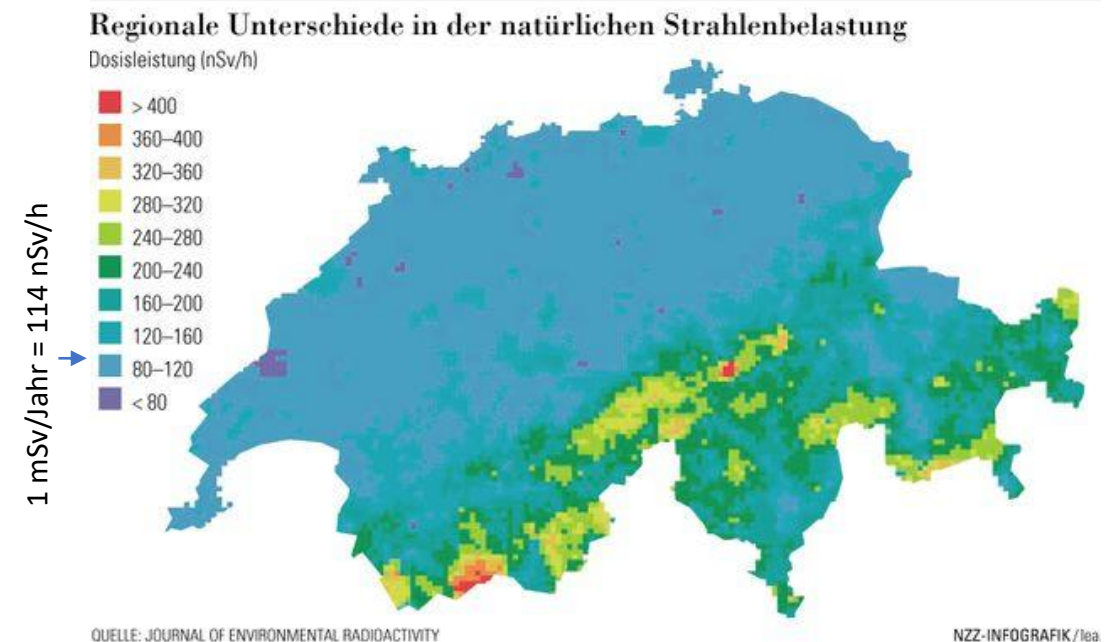 Regionale Unterschiede in der natürlichen Strahlenbelastung
Dosisleistung (nSv/h)
> 400
360–400
320–360
280–320
240–280
200–240
160–200
120–160
80–120
< 80
1 mSv/Jahr = 114 nSv/h
QUELLE: JOURNAL OF ENVIRONMENTAL RADIOACTIVITY
NZZ-INFOGRAFIK/lea.